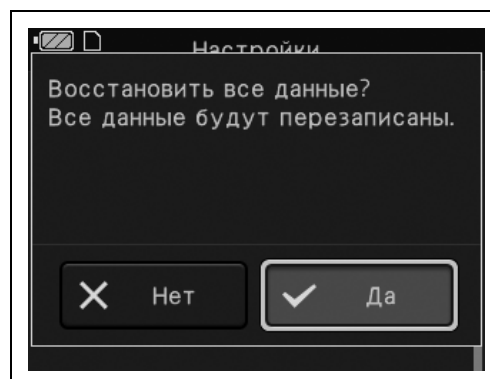 Настройки
Восстановить все данные?
Все данные будут перезаписаны.
Нет
Да